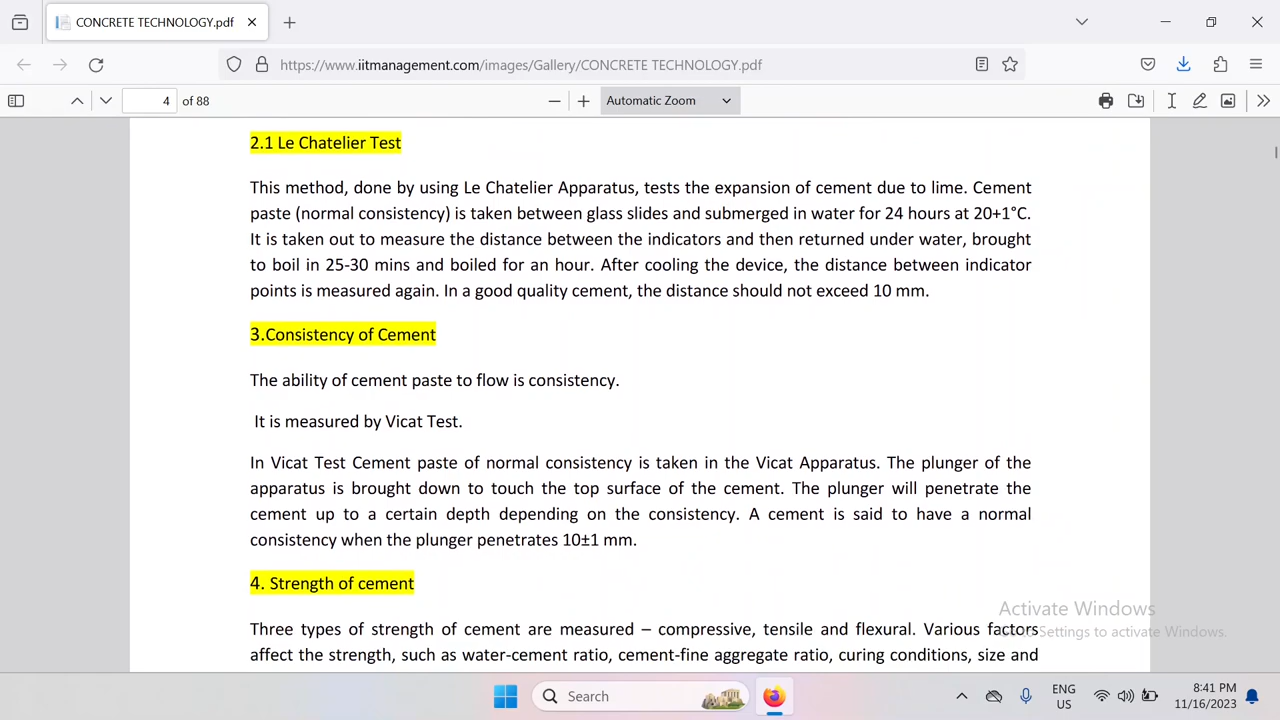 CONCRETE TECHNOLOGY.pdf
https://www.iitmanagement.com/images/Gallery/CONCRETE TECHNOLOGY.pdf
4 of 88
Automatic Zoom
2.1 Le Chatelier Test
This method, done by using Le Chatelier Apparatus, tests the expansion of cement due to lime. Cement
paste (normal consistency) is taken between glass slides and submerged in water for 24 hours at 20+1°C.
It is taken out to measure the distance between the indicators and then returned under water, brought
to boil in 25-30 mins and boiled for an hour. After cooling the device, the distance between indicator
points is measured again. In a good quality cement, the distance should not exceed 10 mm.
3.Consistency of Cement
The ability of cement paste to flow is consistency.
It is measured by Vicat Test.
In Vicat Test Cement paste of normal consistency is taken in the Vicat Apparatus. The plunger of the
apparatus is brought down to touch the top surface of the cement. The plunger will penetrate the
cement up to a certain depth depending on the consistency. A cement is said to have a normal
consistency when the plunger penetrates 10±1 mm.
4. Strength of cement
Three types of strength of cement are measured – compressive, tensile and flexural. Various factors
affect the strength, such as water-cement ratio, cement-fine aggregate ratio, curing conditions, size and
Activate Windows
Go to Settings to activate Windows.
Search
ENG
US
8:41 PM
11/16/2023